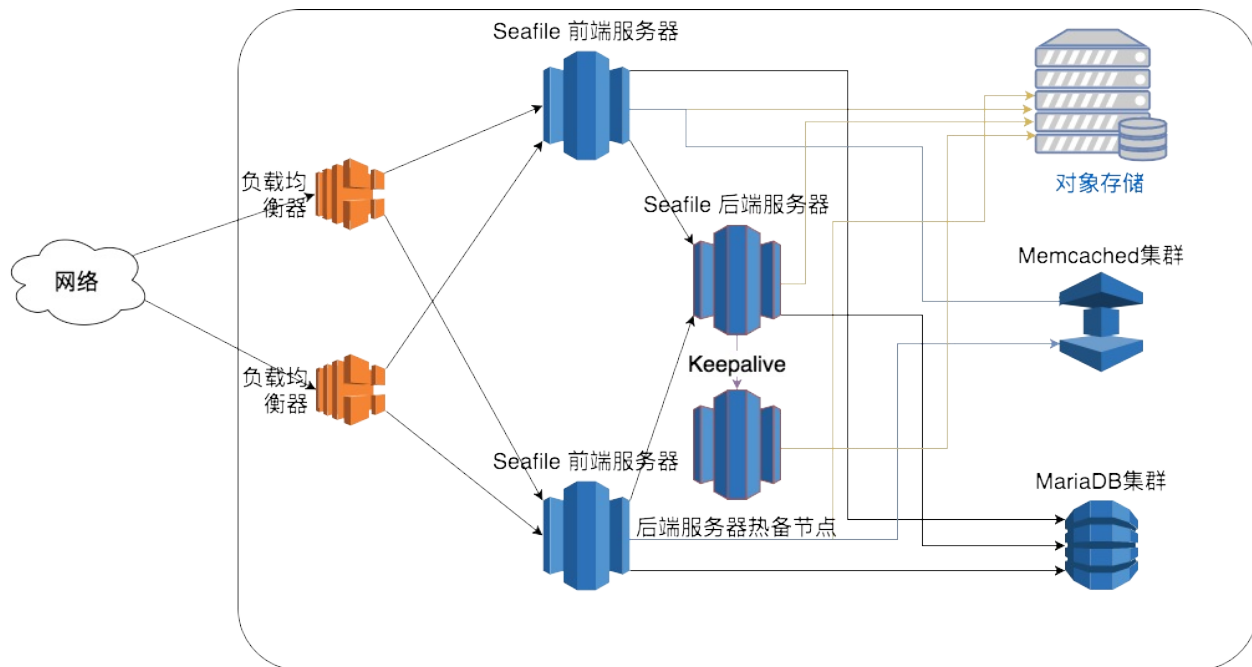 Seafile 前端服务器
负载均
衡器
对象存储
Seafile 后端服务器
Memcached集群
网络
Keepalive
负载均
衡器
Seafile 前端服务器
MariaDB集群
后端服务器热备节点